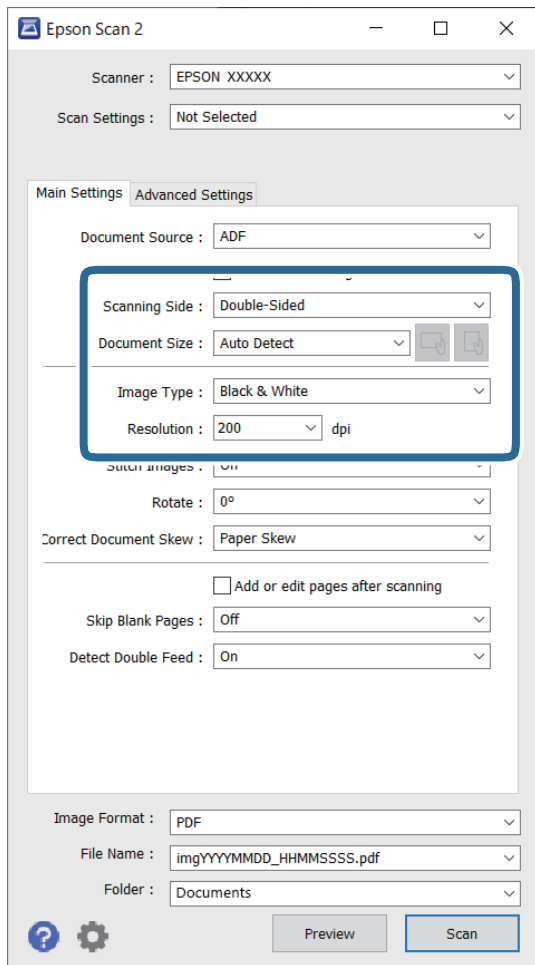 Epson Scan 2
Scanner : EPSON XXXXX
Scan Settings : Not Selected
Main Settings Advanced Settings
Document Source : ADF
Scanning Side : Double-Sided
Document Size : Auto Detect
Image Type : Black & White
Resolution : 200 dpi
Stitch Images : Off
Rotate : 0°
Correct Document Skew : Paper Skew
Add or edit pages after scanning
Skip Blank Pages : Off
Detect Double Feed : On
Image Format : PDF
File Name : imgYYYYMMDD_HHMMSSSS.pdf
Folder : Documents
? Preview Scan